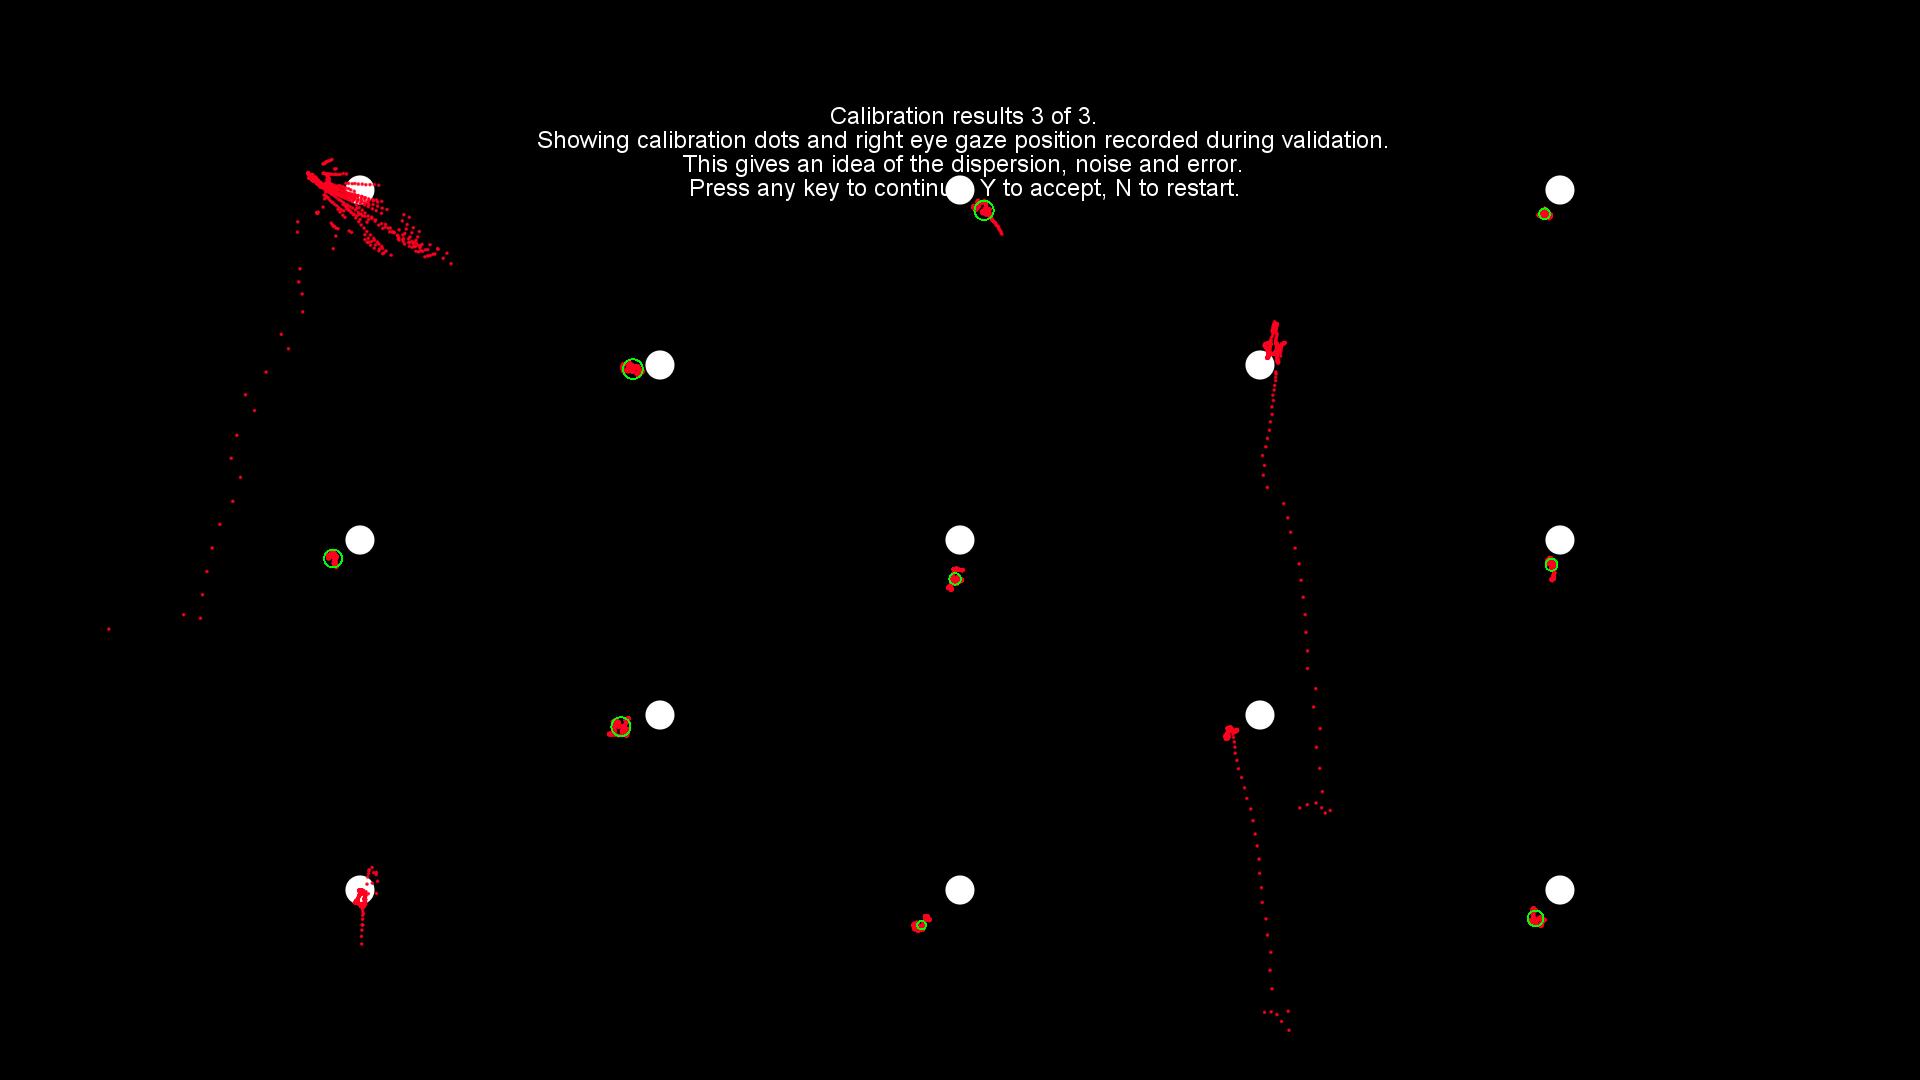 Calibration results 3 of 3.
Showing calibration dots and right eye gaze position recorded during validation.
This gives an idea of the dispersion, noise and error.
Press any key to continu Y to accept, N to restart.